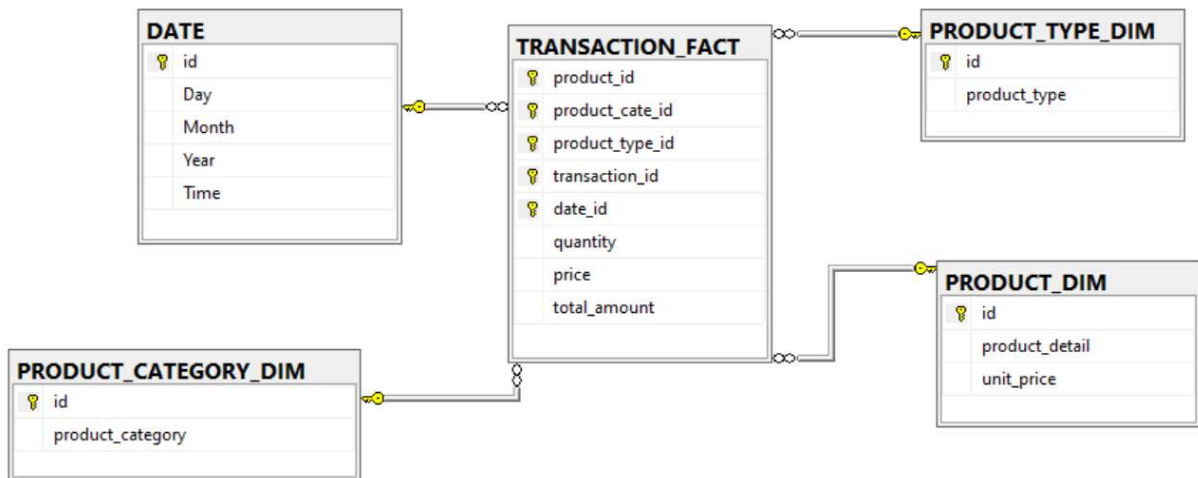 DATE
id
Day
Month
Year
Time
TRANSACTION_FACT
product_id
product_cate_id
product_type_id
transaction_id
date_id
quantity
price
total_amount
PRODUCT_TYPE_DIM
id
product_type
PRODUCT_DIM
id
product_detail
unit_price
PRODUCT_CATEGORY_DIM
id
product_category